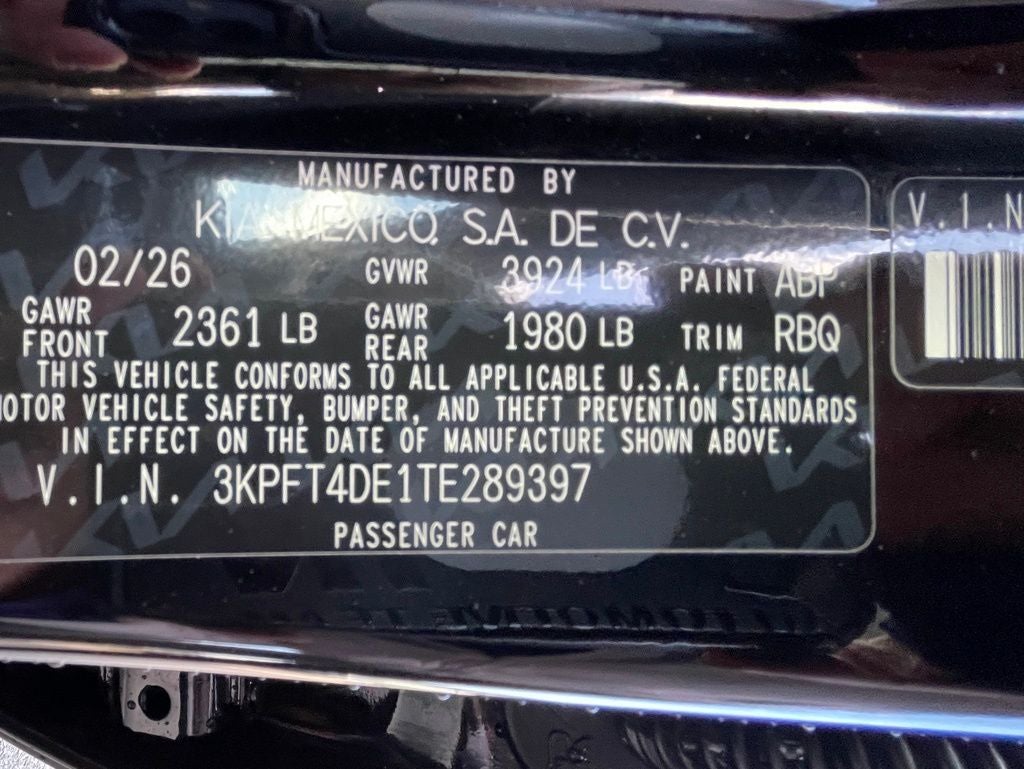 MANUFACTURED BY
KIA MEXICO, S.A. DE C.V.
02/26 GVWR 3924 LB PAINT ABP
GAWR FRONT 2361 LB GAWR REAR 1980 LB TRIM RBQ
THIS VEHICLE CONFORMS TO ALL APPLICABLE U.S.A. FEDERAL
MOTOR VEHICLE SAFETY, BUMPER, AND THEFT PREVENTION STANDARDS
IN EFFECT ON THE DATE OF MANUFACTURE SHOWN ABOVE.
V.I.N. 3KPFT4DE1TE289397
PASSENGER CAR
V.I.N